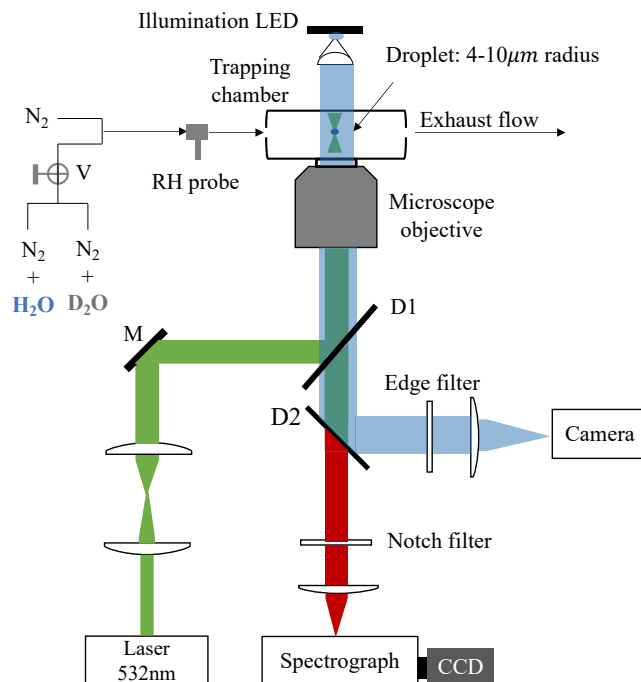 Illumination LED
Droplet: 4-10μm radius
Trapping
chamber
N₂
Exhaust flow
V
RH probe
Microscope
objective
N₂
+
H₂O
N₂
+
D₂O
M
D1
Edge filter
D2
Camera
Notch filter
Laser
532nm
Spectrograph
CCD